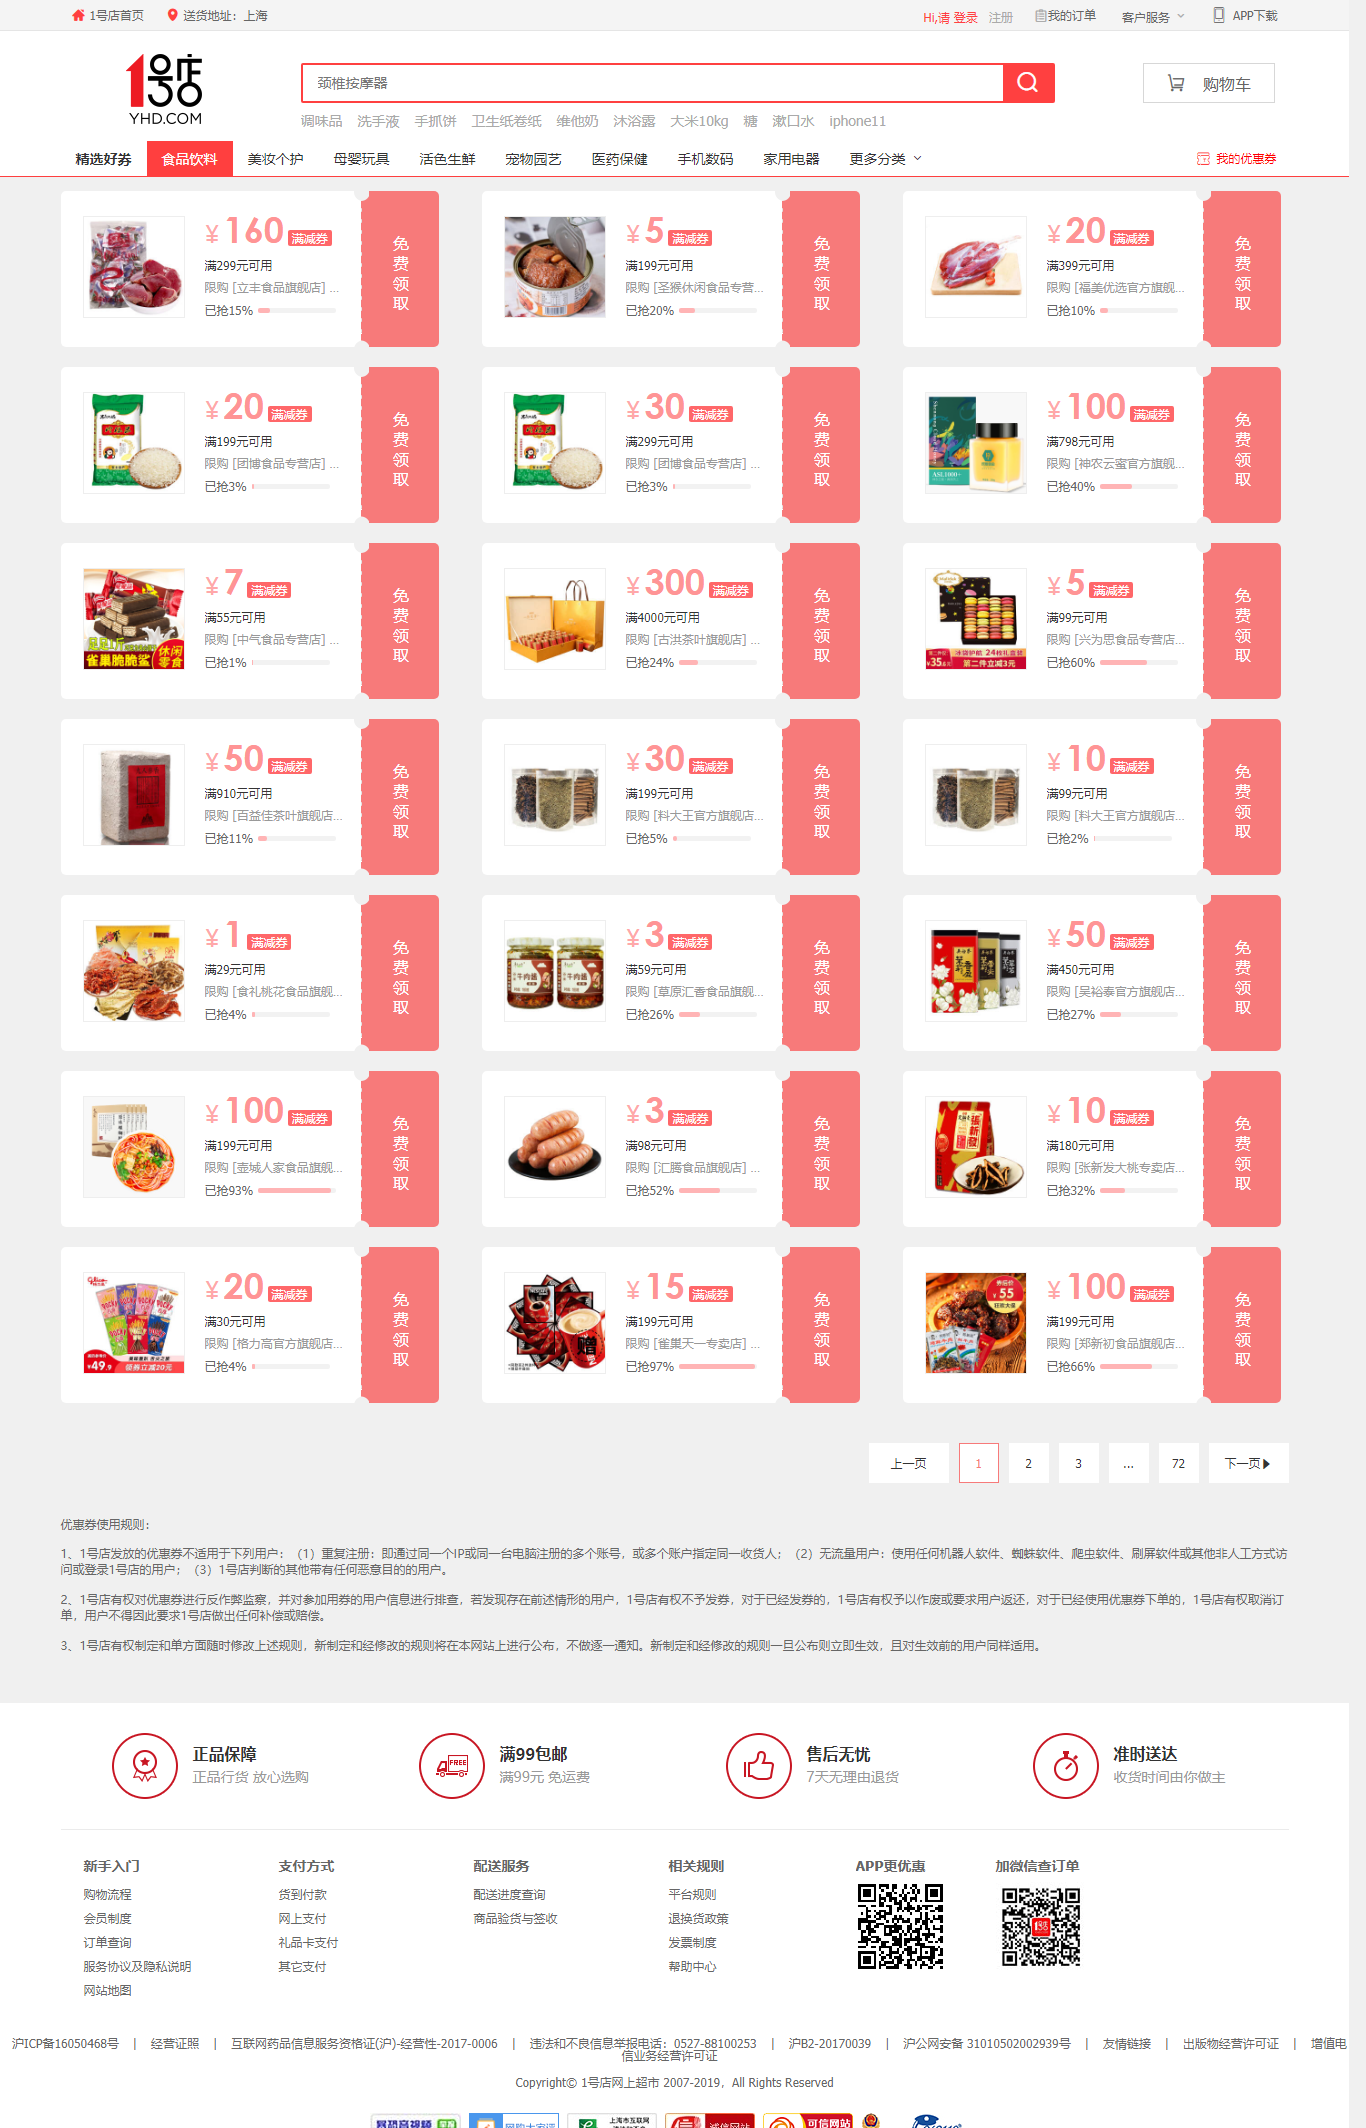 1号店首页 送货地址：上海 Hi,请 登录 注册 我的订单 客户服务 APP下载
1号店
YHD.COM
颈椎按摩器
购物车
调味品 洗手液 手抓饼 卫生纸卷纸 维他奶 沐浴露 大米10kg 糖 漱口水 iphone11
精选好券 食品饮料 美妆个护 母婴玩具 活色生鲜 宠物园艺 医药保健 手机数码 家用电器 更多分类 我的优惠券
¥160 满减券
满299元可用
限购 [立丰食品旗舰店] ...
已抢15%
免费领取
¥5 满减券
满199元可用
限购 [圣猴休闲食品专营...
已抢20%
免费领取
¥20 满减券
满399元可用
限购 [福美优选官方旗舰...
已抢10%
免费领取
¥20 满减券
满199元可用
限购 [团博食品专营店] ...
已抢3%
免费领取
¥30 满减券
满299元可用
限购 [团博食品专营店] ...
已抢3%
免费领取
¥100 满减券
满798元可用
限购 [神农云蜜官方旗舰...
已抢40%
免费领取
雀巢脆脆鲨 休闲零食
¥7 满减券
满55元可用
限购 [中气食品专营店] ...
已抢1%
免费领取
¥300 满减券
满4000元可用
限购 [古洪茶叶旗舰店] ...
已抢24%
免费领取
冰袋护航 24枚礼盒装
¥35
第二件立减3元
¥5 满减券
满99元可用
限购 [兴为思食品专营店...
已抢60%
免费领取
¥50 满减券
满910元可用
限购 [百益佳茶叶旗舰店...
已抢11%
免费领取
¥30 满减券
满199元可用
限购 [料大王官方旗舰店...
已抢5%
免费领取
¥10 满减券
满99元可用
限购 [料大王官方旗舰店...
已抢2%
免费领取
¥1 满减券
满29元可用
限购 [食礼桃花食品旗舰...
已抢4%
免费领取
牛肉酱 牛肉酱
¥3 满减券
满59元可用
限购 [草原汇香食品旗舰...
已抢26%
免费领取
¥50 满减券
满450元可用
限购 [吴裕泰官方旗舰店...
已抢27%
免费领取
¥100 满减券
满199元可用
限购 [壶城人家食品旗舰...
已抢93%
免费领取
¥3 满减券
满98元可用
限购 [汇腾食品旗舰店] ...
已抢52%
免费领取
張新發
¥10 满减券
满180元可用
限购 [张新发大桃专卖店...
已抢32%
免费领取
Glico
POCKY
¥49.9 领券立减20元
¥20 满减券
满30元可用
限购 [格力高官方旗舰店...
已抢4%
免费领取
赠
¥15 满减券
满199元可用
限购 [雀巢天一专卖店] ...
已抢97%
免费领取
券后价
¥55
¥100 满减券
满199元可用
限购 [郑新初食品旗舰店...
已抢66%
免费领取
上一页 1 2 3 ... 72 下一页
优惠券使用规则：
1、1号店发放的优惠券不适用于下列用户：（1）重复注册：即通过同一个IP或同一台电脑注册的多个账号，或多个账户指定同一收货人；（2）无流量用户：使用任何机器人软件、蜘蛛软件、爬虫软件、刷屏软件或其他非人工方式访
问或登录1号店的用户；（3）1号店判断的其他带有任何恶意目的的用户。
2、1号店有权对优惠券进行反作弊监察，并对参加用券的用户信息进行排查，若发现存在前述情形的用户，1号店有权不予发券，对于已经发券的，1号店有权予以作废或要求用户返还，对于已经使用优惠券下单的，1号店有权取消订
单，用户不得因此要求1号店做出任何补偿或赔偿。
3、1号店有权制定和单方面随时修改上述规则，新制定和经修改的规则将在本网站上进行公布，不做逐一通知。新制定和经修改的规则一旦公布则立即生效，且对生效前的用户同样适用。
正品保障
正品行货 放心选购
FREE
满99包邮
满99元 免运费
售后无忧
7天无理由退货
准时送达
收货时间由你做主
新手入门
购物流程
会员制度
订单查询
服务协议及隐私说明
网站地图
支付方式
货到付款
网上支付
礼品卡支付
其它支付
配送服务
配送进度查询
商品验货与签收
相关规则
平台规则
退换货政策
发票制度
帮助中心
APP更优惠
加微信查订单
沪ICP备16050468号 | 经营证照 | 互联网药品信息服务资格证(沪)-经营性-2017-0006 | 违法和不良信息举报电话：0527-88100253 | 沪B2-20170039 | 沪公网安备 31010502002939号 | 友情链接 | 出版物经营许可证 | 增值电
信业务经营许可证
Copyright© 1号店网上超市 2007-2019，All Rights Reserved
上海市互联网
诚信网站
可信网站